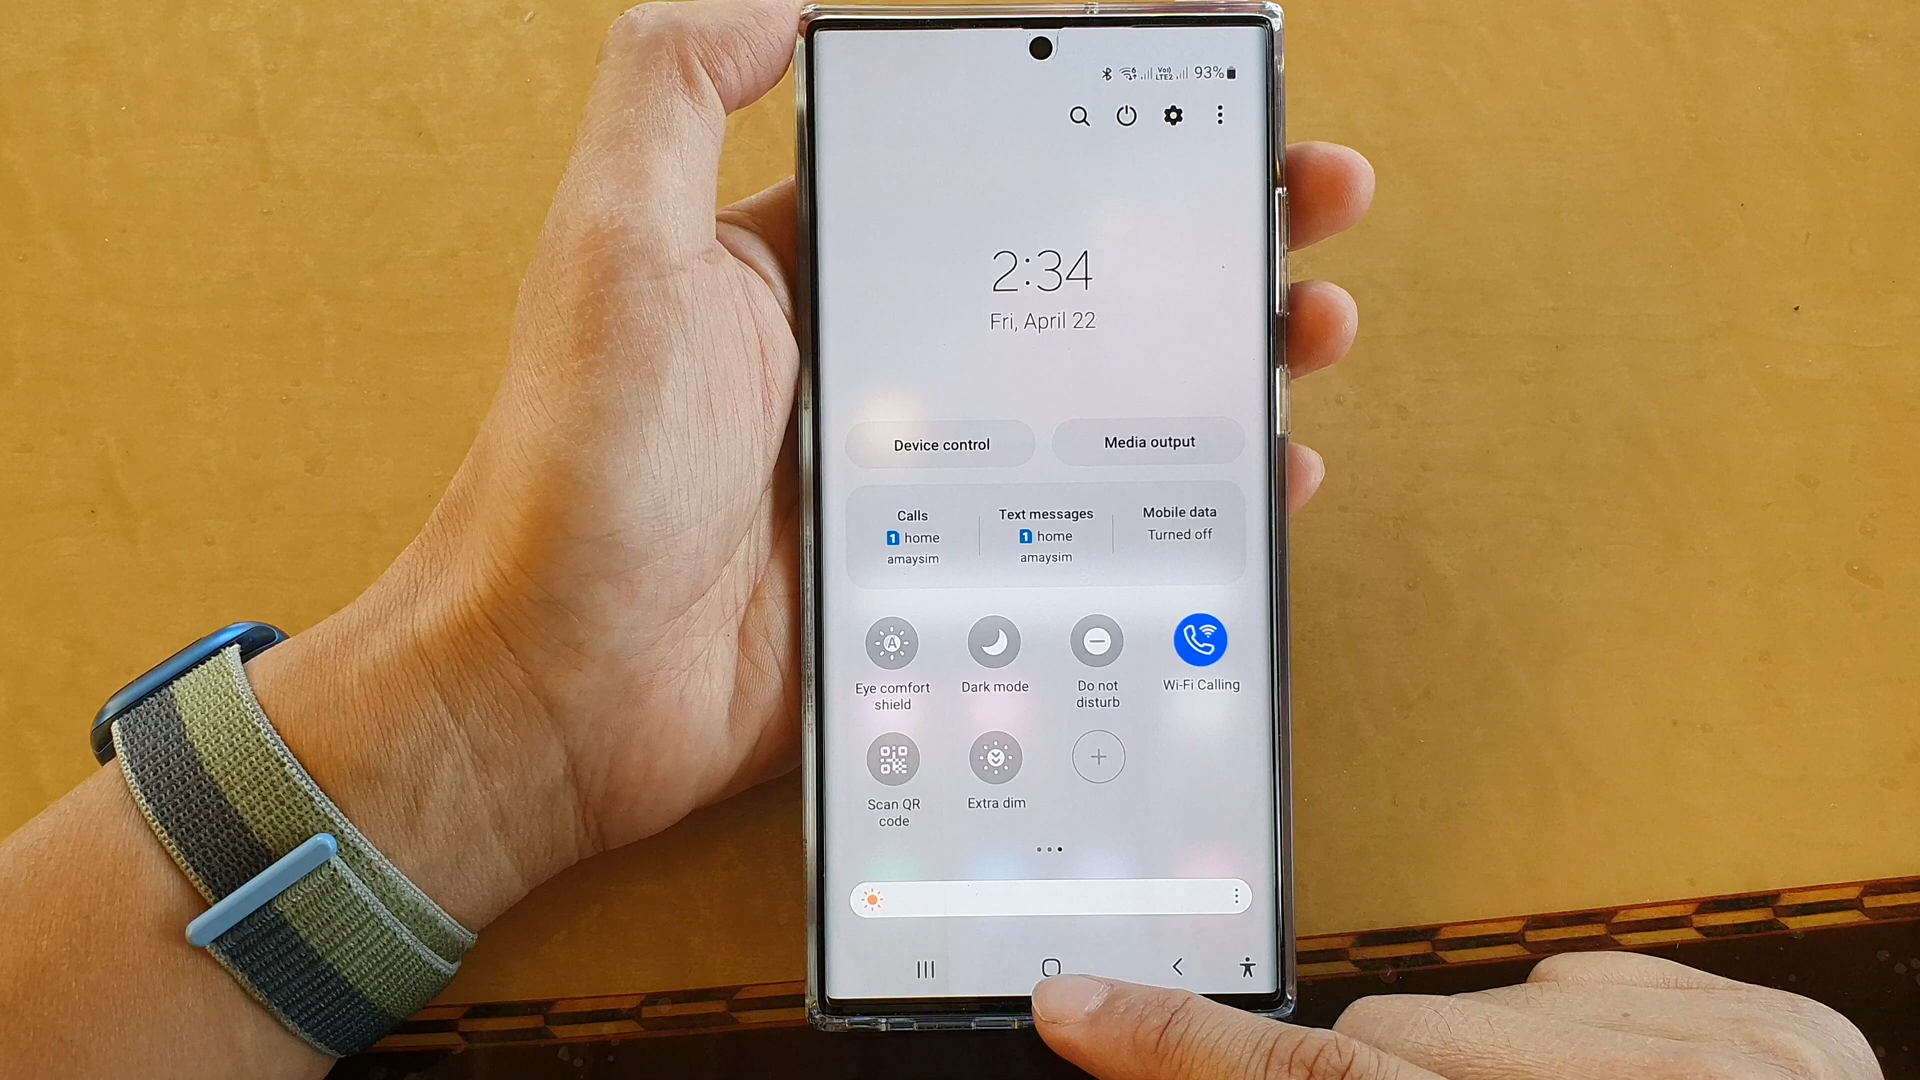 Voo)
LTE2
93%
2:34
Fri, April 22
Device control
Media output
Calls
1 home
amaysim
Text messages
1 home
amaysim
Mobile data
Turned off
A
Eye comfort
shield
Dark mode
Do not
disturb
Wi-Fi Calling
Scan QR
code
Extra dim